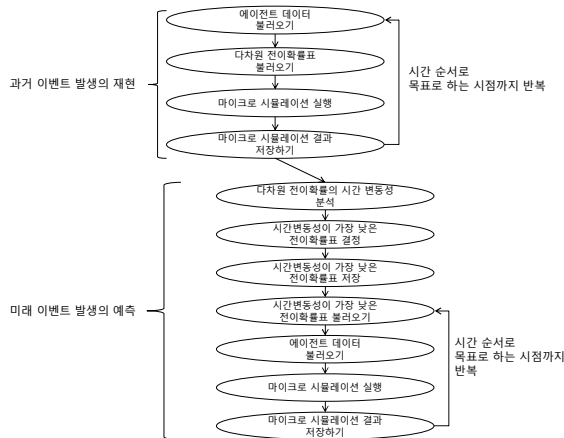 에이전트 데이터
불러오기
다차원 전이확률표
불러오기
과거 이벤트 발생의 재현
마이크로 시뮬레이션 실행
마이크로 시뮬레이션 결과
저장하기
시간 순서로
목표로 하는 시점까지 반복
다차원 전이확률의 시간 변동성
분석
시간변동성이 가장 낮은
전이확률표 결정
시간변동성이 가장 낮은
전이확률표 저장
미래 이벤트 발생의 예측
시간변동성이 가장 낮은
전이확률표 불러오기
에이전트 데이터
불러오기
마이크로 시뮬레이션 실행
마이크로 시뮬레이션 결과
저장하기
시간 순서로
목표로 하는 시점까지
반복